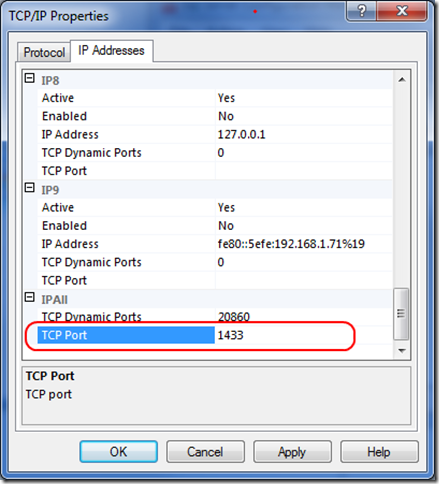 TCP/IP Properties
Protocol IP Addresses
IP8
Active Yes
Enabled No
IP Address 127.0.0.1
TCP Dynamic Ports 0
TCP Port
IP9
Active Yes
Enabled No
IP Address fe80::5efe:192.168.1.71%19
TCP Dynamic Ports 0
TCP Port
IPAll
TCP Dynamic Ports 20860
TCP Port 1433
TCP Port
TCP port
OK Cancel Apply Help